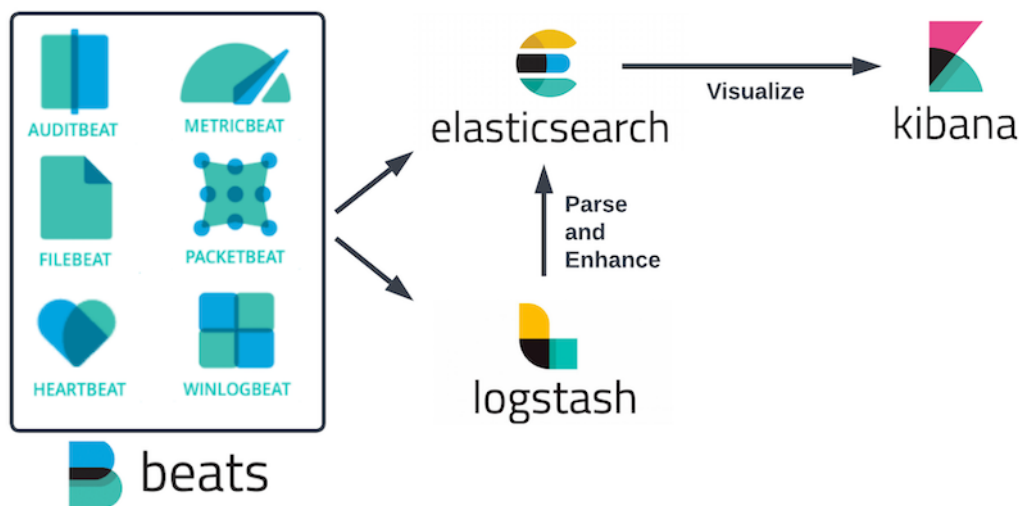 AUDITBEAT
METRICBEAT
FILEBEAT
PACKETBEAT
HEARTBEAT
WINLOGBEAT
beats
elasticsearch
Visualize
kibana
Parse
and
Enhance
logstash